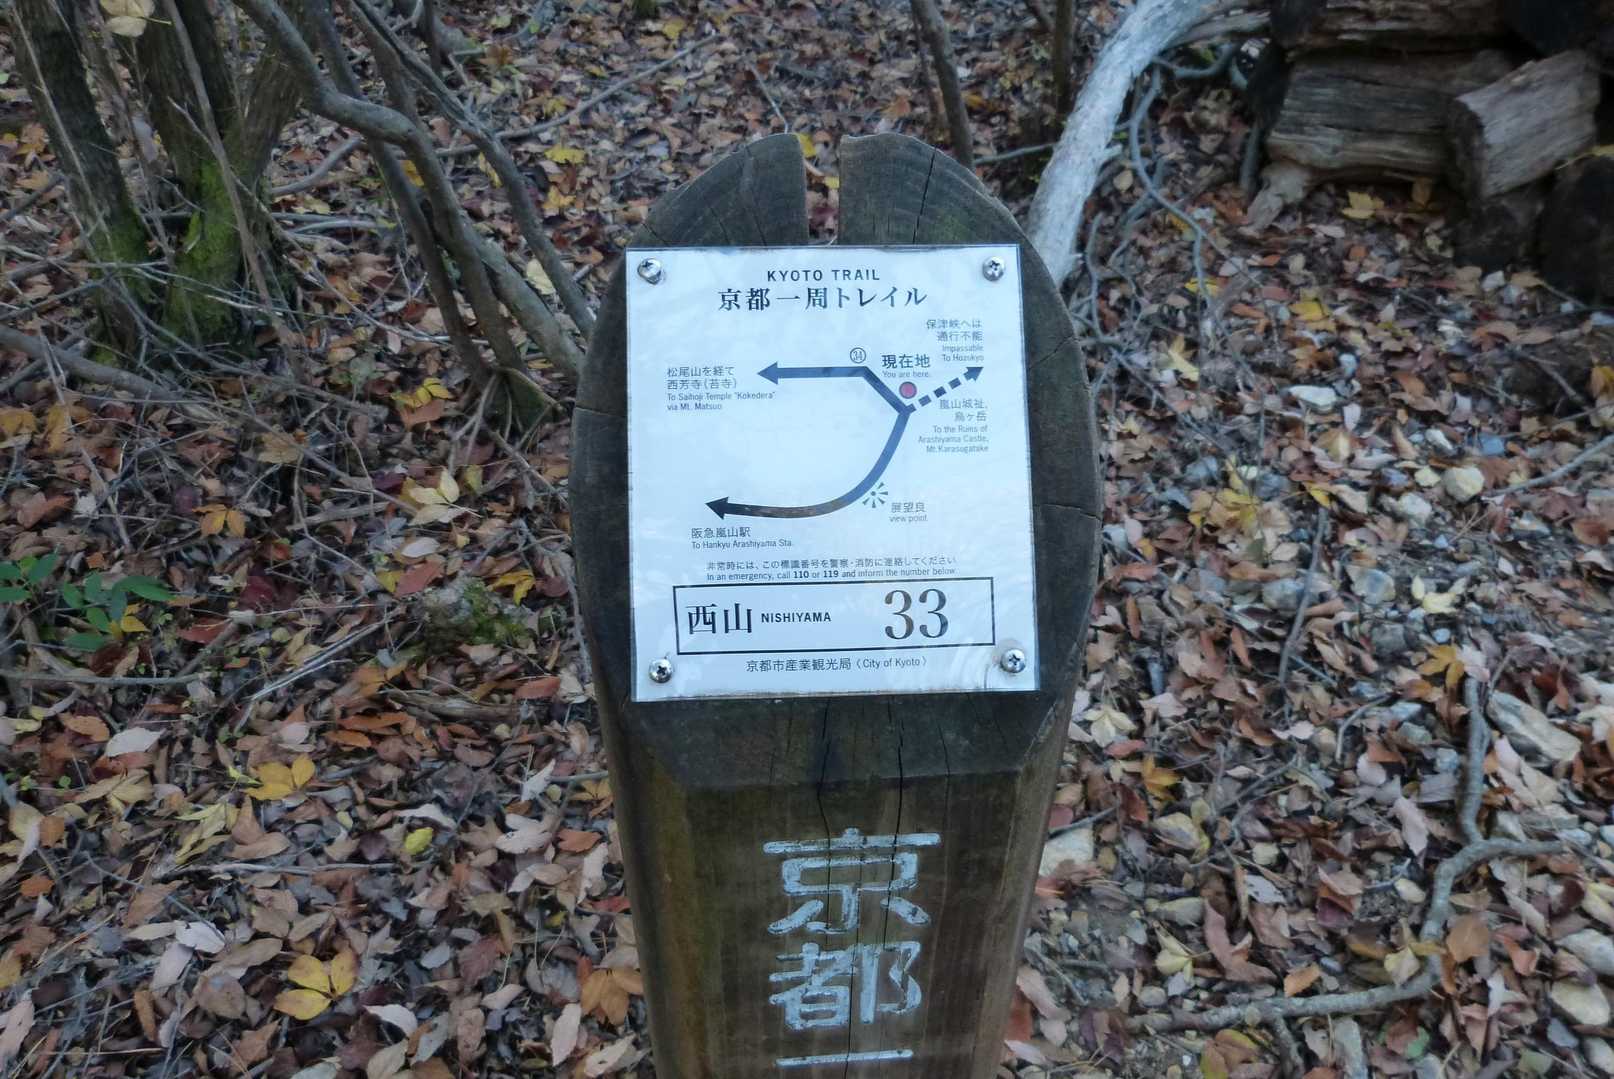 KYOTO TRAIL
京都一周トレイル
保津峡へは
通行不能
Impassable
To Hozukyo
㉞
現在地
You are here.
松尾山を経て
西芳寺(苔寺)
To Saihoji Temple "Kokedera"
via Mt. Matsuo
嵐山城祉,
烏ヶ岳
To the Ruins of
Arashiyama Castle,
Mt.Karasugatake
展望良
view point
阪急嵐山駅
To Hankyu Arashiyama Sta.
非常時には、この標識番号を警察・消防に連絡してください
In an emergency, call 110 or 119 and inform the number below
西山 NISHIYAMA 33
京都市産業観光局〈City of Kyoto〉
京
都
一